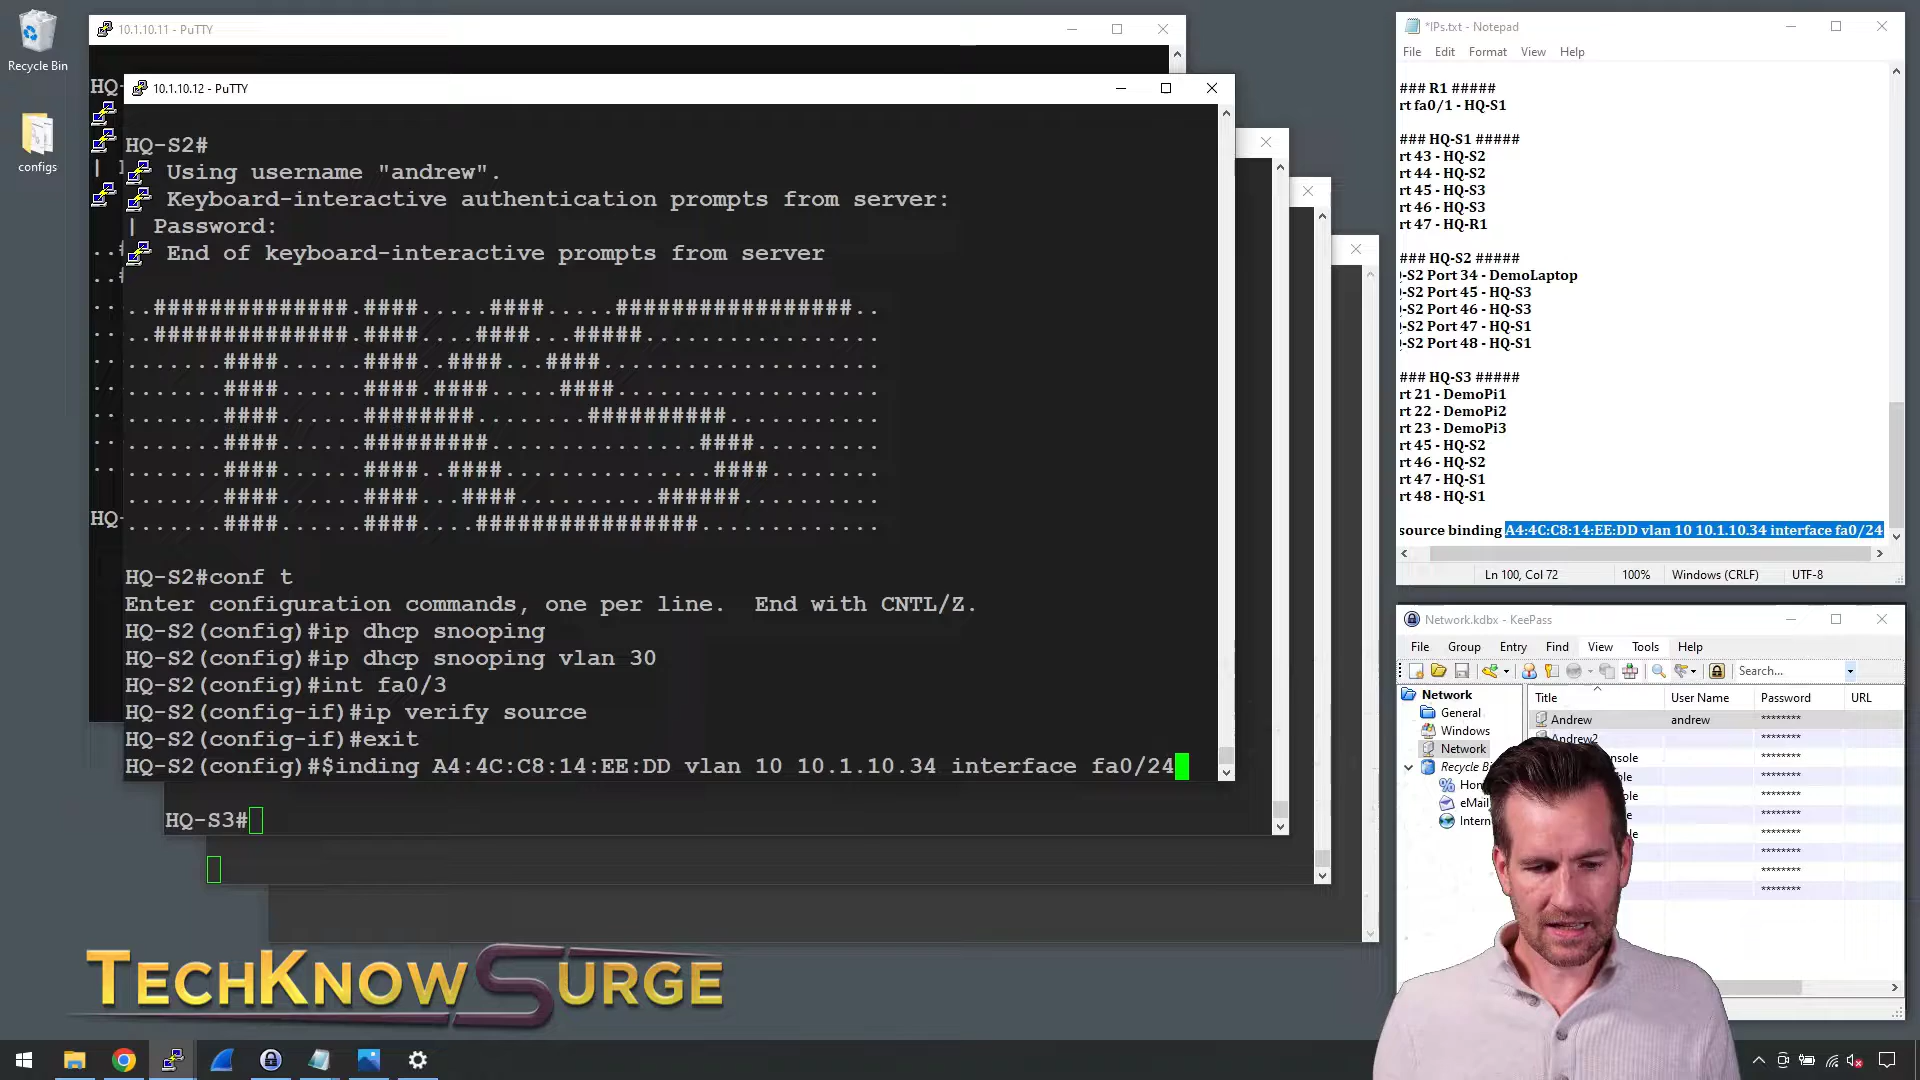 Recycle Bin
configs
10.1.10.11 - PuTTY
HQ-
10.1.10.12 - PuTTY
HQ-S2#
Using username "andrew".
Keyboard-interactive authentication prompts from server:
| Password:
End of keyboard-interactive prompts from server
..##############.####.....####.....#################..
..##############.####....####...#####.................
.......####......####..####...####....................
.......####......####.####.....####...................
.......####......########........##########...........
.......####......#########...............####.........
.......####......####..####................####.......
.......####......####...####..........######..........
.......####......####....################.............
HQ-
HQ-S2#conf t
Enter configuration commands, one per line.  End with CNTL/Z.
HQ-S2(config)#ip dhcp snooping
HQ-S2(config)#ip dhcp snooping vlan 30
HQ-S2(config)#int fa0/3
HQ-S2(config-if)#ip verify source
HQ-S2(config-if)#exit
HQ-S2(config)#$inding A4:4C:C8:14:EE:DD vlan 10 10.1.10.34 interface fa0/24
HQ-S3#
TECHKNOWSURGE
*IPs.txt - Notepad
File Edit Format View Help
### R1 #####
rt fa0/1 - HQ-S1
### HQ-S1 #####
rt 43 - HQ-S2
rt 44 - HQ-S2
rt 45 - HQ-S3
rt 46 - HQ-S3
rt 47 - HQ-R1
### HQ-S2 #####
-S2 Port 34 - DemoLaptop
-S2 Port 45 - HQ-S3
-S2 Port 46 - HQ-S3
-S2 Port 47 - HQ-S1
-S2 Port 48 - HQ-S1
### HQ-S3 #####
rt 21 - DemoPi1
rt 22 - DemoPi2
rt 23 - DemoPi3
rt 45 - HQ-S2
rt 46 - HQ-S2
rt 47 - HQ-S1
rt 48 - HQ-S1
source binding A4:4C:C8:14:EE:DD vlan 10 10.1.10.34 interface fa0/24
Ln 100, Col 72 100% Windows (CRLF) UTF-8
Network.kdbx - KeePass
File Group Entry Find View Tools Help
Search...
Network
General
Windows
Network
Recycle Bi
Hom
eMail
Intern
Title User Name Password URL
Andrew andrew ********
Andrew2 ********
onsole ********
ole ********
ole ********
le ********
le ********
********
********
********